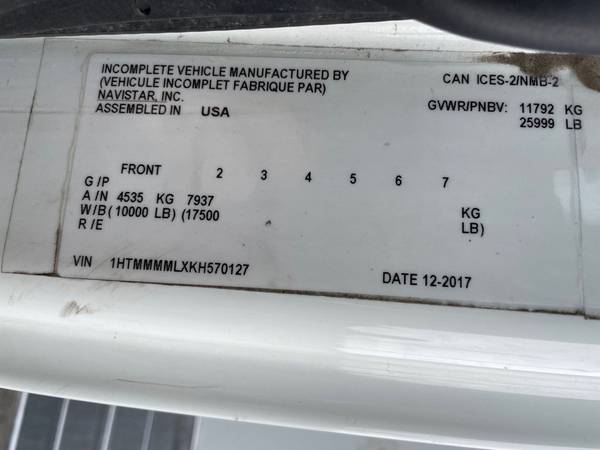 INCOMPLETE VEHICLE MANUFACTURED BY
(VEHICULE INCOMPLET FABRIQUE PAR)
NAVISTAR, INC.
ASSEMBLED IN USA
CAN ICES-2/NMB-2
GVWR/PNBV: 11792 KG
25999 LB
FRONT 2 3 4 5 6 7
G/P
A/N 4535 KG 7937 KG
W/B (10000 LB) (17500 LB)
R/E
VIN 1HTMMMMLXKH570127
DATE 12-2017